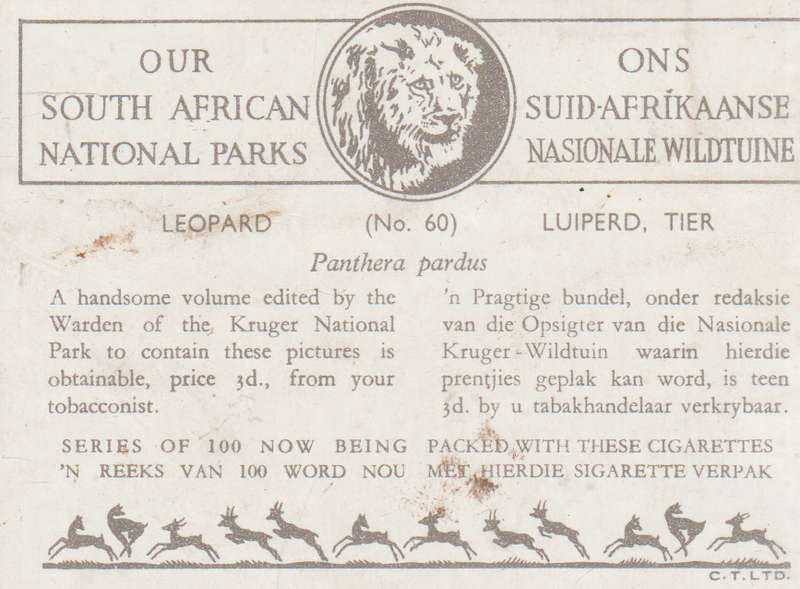 OUR
SOUTH AFRICAN
NATIONAL PARKS
ONS
SUID-AFRIKAANSE
NASIONALE WILDTUINE
LEOPARD (No. 60) LUIPERD, TIER
Panthera pardus
A handsome volume edited by the
Warden of the Kruger National
Park to contain these pictures is
obtainable, price 3d., from your
tobacconist.
'n Pragtige bundel, onder redaksie
van die Opsigter van die Nasionale
Kruger-Wildtuin waarin hierdie
prentjies geplak kan word, is teen
3d. by u tabakhandelaar verkrybaar.
SERIES OF 100 NOW BEING PACKED WITH THESE CIGARETTES
'N REEKS VAN 100 WORD NOU MET HIERDIE SIGARETTE VERPAK
C.T.LTD.